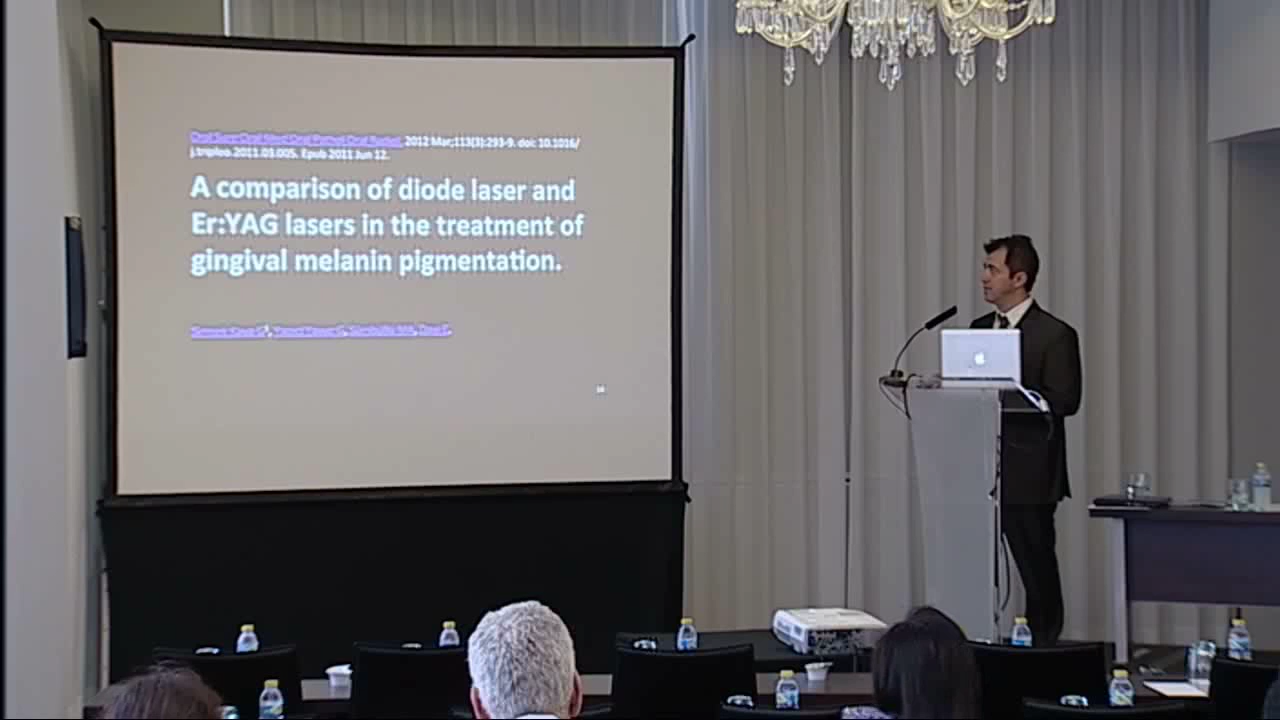 2012 Mar;113(3):293-9. doi: 10.1016/
j.tripleo.2011.03.005. Epub 2011 Jun 12.
A comparison of diode laser and
Er:YAG lasers in the treatment of
gingival melanin pigmentation.